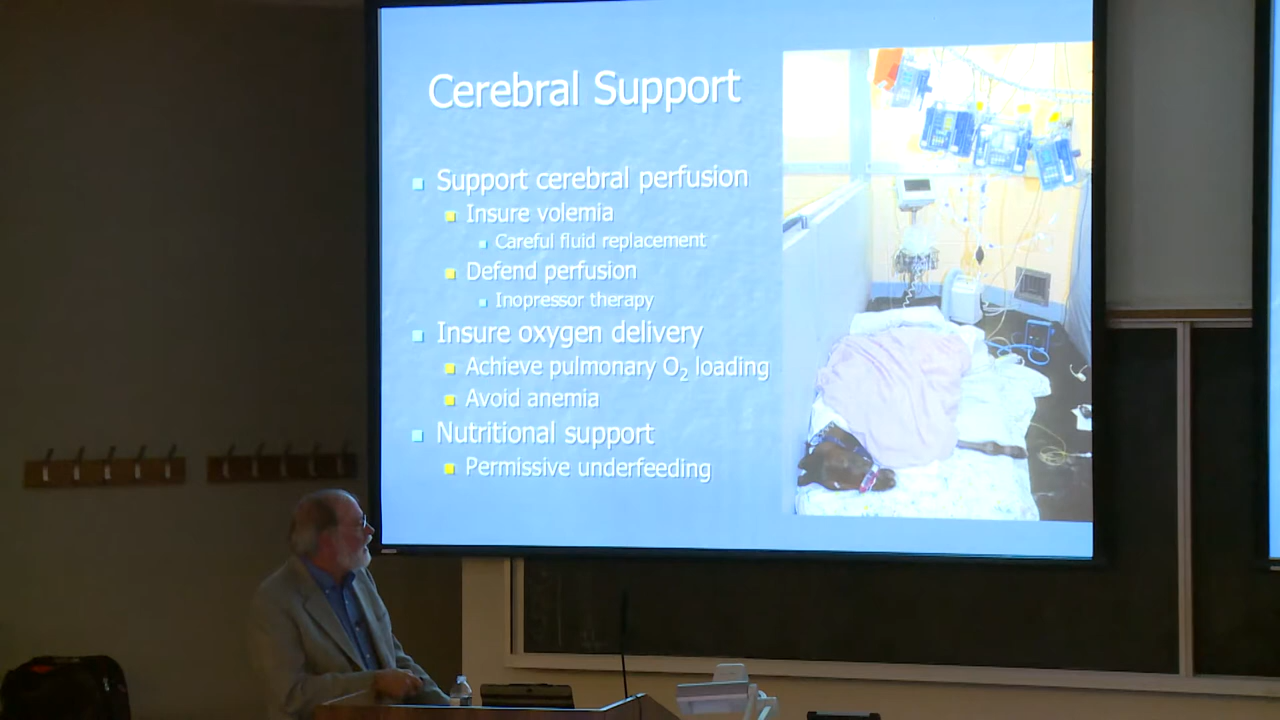 Cerebral Support
Support cerebral perfusion
Insure volemia
Careful fluid replacement
Defend perfusion
Inopressor therapy
Insure oxygen delivery
Achieve pulmonary O₂ loading
Avoid anemia
Nutritional support
Permissive underfeeding